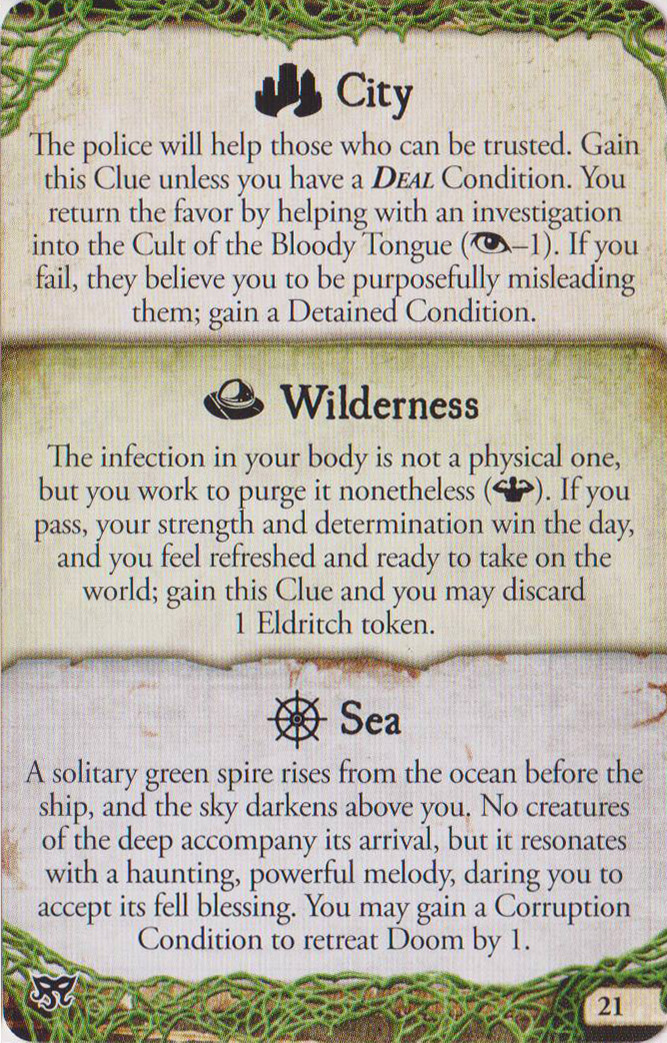 City
The police will help those who can be trusted. Gain
this Clue unless you have a DEAL Condition. You
return the favor by helping with an investigation
into the Cult of the Bloody Tongue (–1). If you
fail, they believe you to be purposefully misleading
them; gain a Detained Condition.
Wilderness
The infection in your body is not a physical one,
but you work to purge it nonetheless (). If you
pass, your strength and determination win the day,
and you feel refreshed and ready to take on the
world; gain this Clue and you may discard
1 Eldritch token.
Sea
A solitary green spire rises from the ocean before the
ship, and the sky darkens above you. No creatures
of the deep accompany its arrival, but it resonates
with a haunting, powerful melody, daring you to
accept its fell blessing. You may gain a Corruption
Condition to retreat Doom by 1.
21